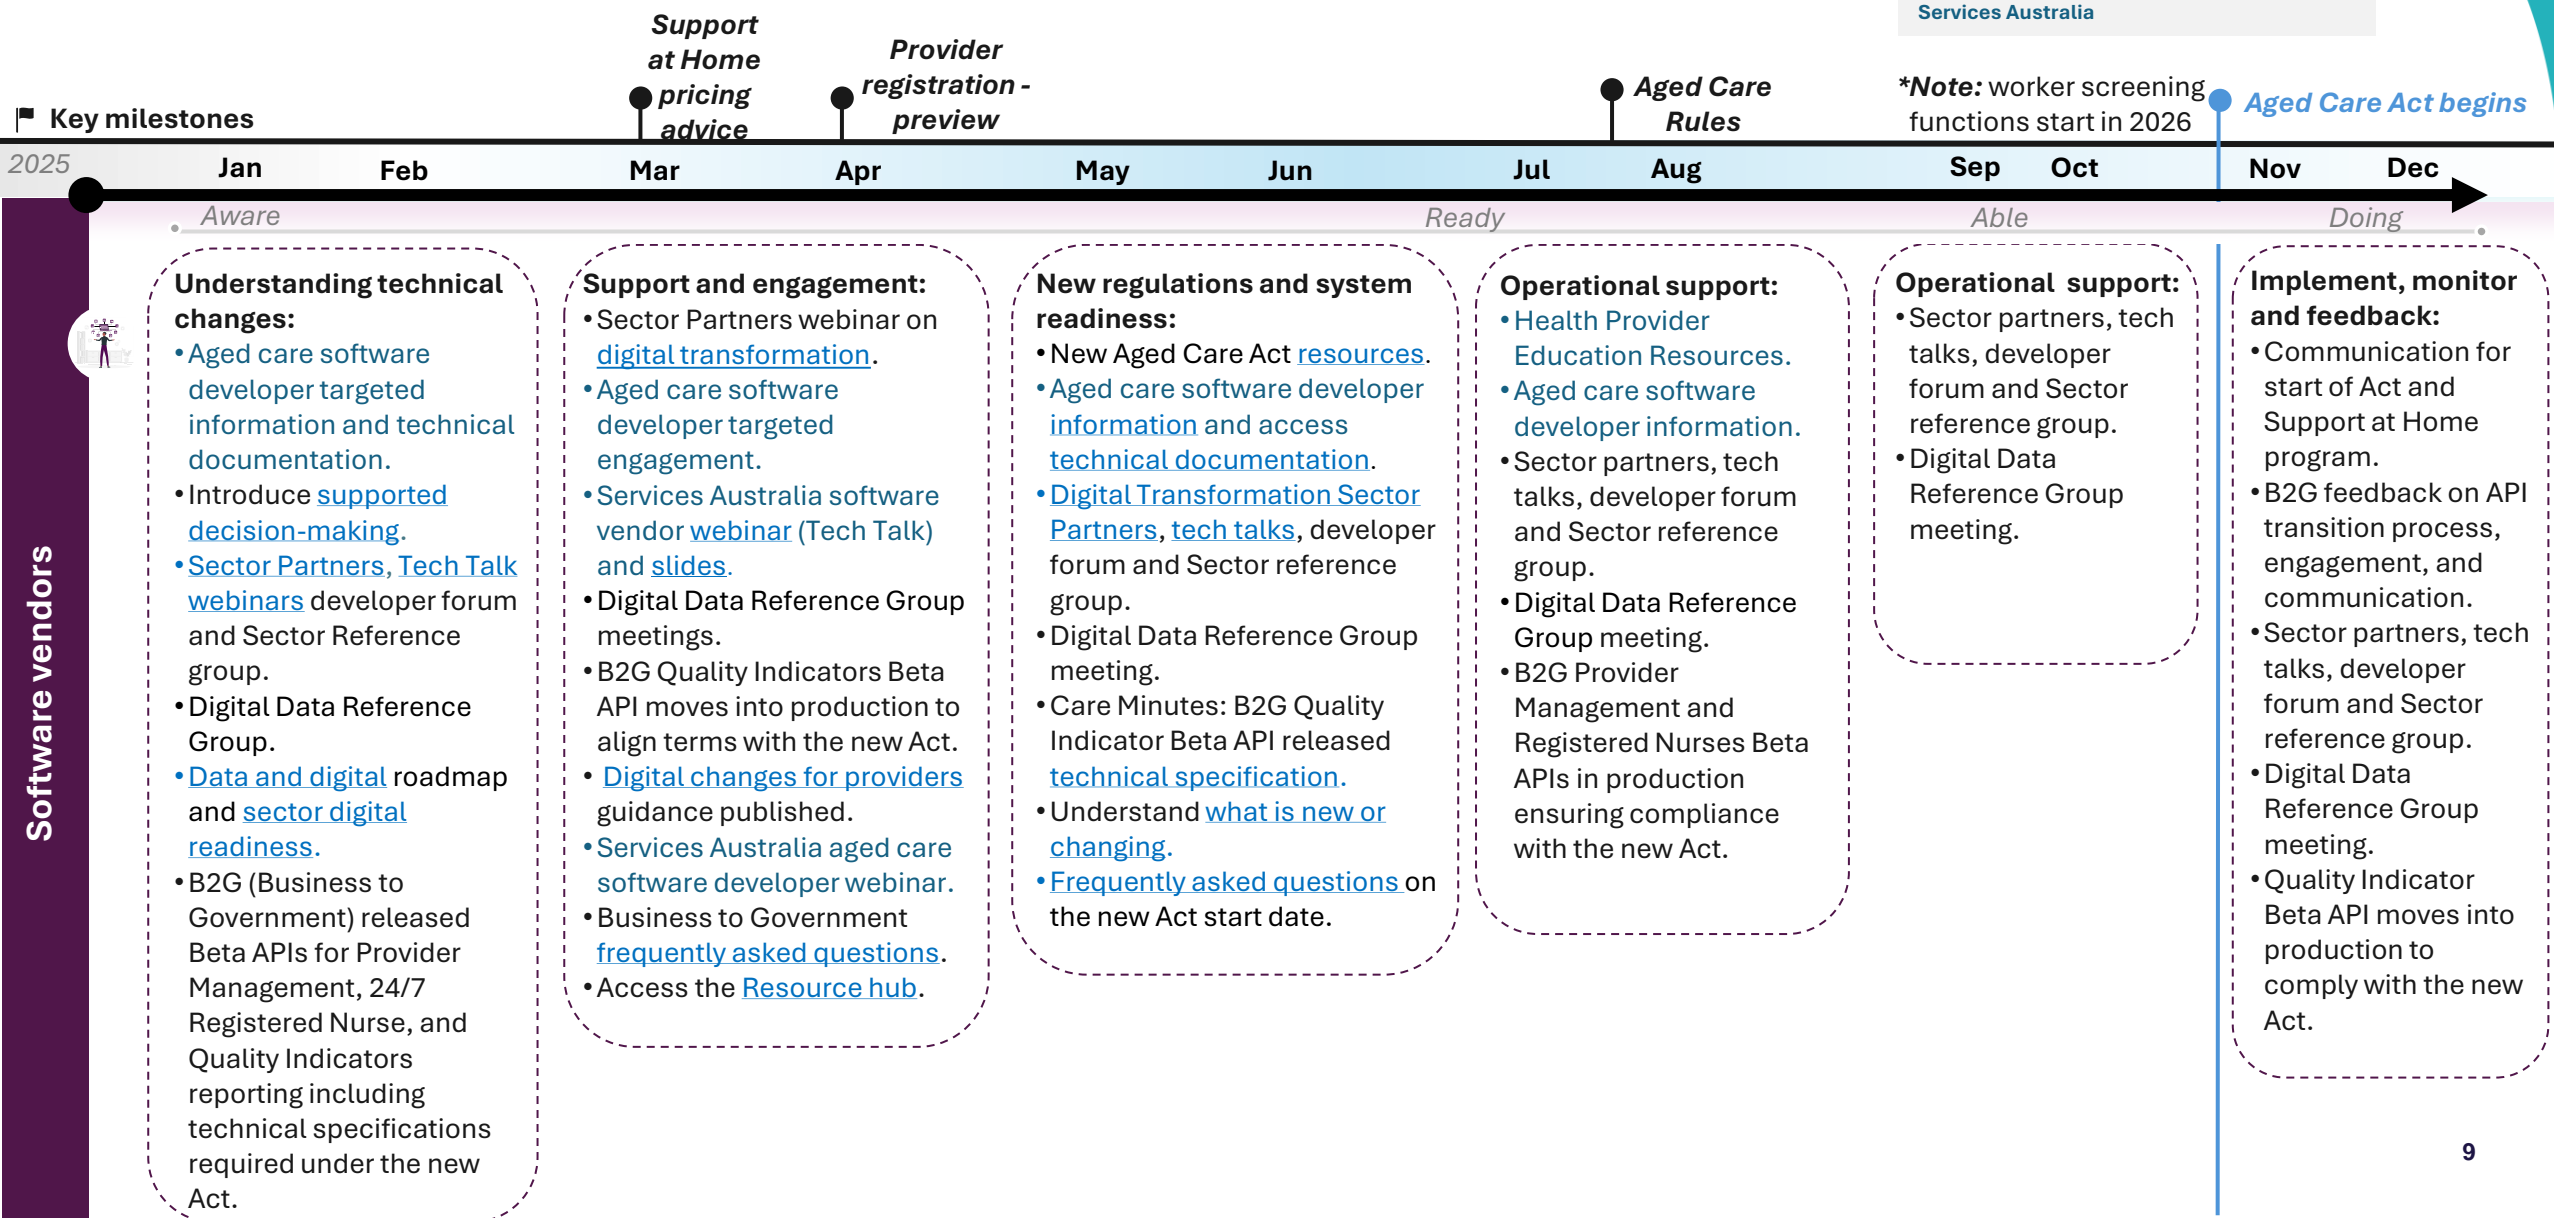 Services Australia
Support
at Home
pricing
advice
Provider
registration -
preview
Aged Care
Rules
*Note: worker screening
functions start in 2026
Aged Care Act begins
Key milestones
2025
Jan
Feb
Mar
Apr
May
Jun
Jul
Aug
Sep
Oct
Nov
Dec
Aware
Ready
Able
Doing
Software vendors
Understanding technical
changes:
•Aged care software
developer targeted
information and technical
documentation.
•Introduce supported
decision-making.
•Sector Partners, Tech Talk
webinars developer forum
and Sector Reference
group.
•Digital Data Reference
Group.
•Data and digital roadmap
and sector digital
readiness.
•B2G (Business to
Government) released
Beta APIs for Provider
Management, 24/7
Registered Nurse, and
Quality Indicators
reporting including
technical specifications
required under the new
Act.
Support and engagement:
•Sector Partners webinar on
digital transformation.
•Aged care software
developer targeted
engagement.
•Services Australia software
vendor webinar (Tech Talk)
and slides.
•Digital Data Reference Group
meetings.
•B2G Quality Indicators Beta
API moves into production to
align terms with the new Act.
• Digital changes for providers
guidance published.
•Services Australia aged care
software developer webinar.
•Business to Government
frequently asked questions.
•Access the Resource hub.
New regulations and system
readiness:
•New Aged Care Act resources.
•Aged care software developer
information and access
technical documentation.
•Digital Transformation Sector
Partners, tech talks, developer
forum and Sector reference
group.
•Digital Data Reference Group
meeting.
•Care Minutes: B2G Quality
Indicator Beta API released
technical specification.
•Understand what is new or
changing.
•Frequently asked questions on
the new Act start date.
Operational support:
•Health Provider
Education Resources.
•Aged care software
developer information.
•Sector partners, tech
talks, developer forum
and Sector reference
group.
•Digital Data Reference
Group meeting.
•B2G Provider
Management and
Registered Nurses Beta
APIs in production
ensuring compliance
with the new Act.
Operational support:
•Sector partners, tech
talks, developer
forum and Sector
reference group.
•Digital Data
Reference Group
meeting.
Implement, monitor
and feedback:
•Communication for
start of Act and
Support at Home
program.
•B2G feedback on API
transition process,
engagement, and
communication.
•Sector partners, tech
talks, developer
forum and Sector
reference group.
•Digital Data
Reference Group
meeting.
•Quality Indicator
Beta API moves into
production to
comply with the new
Act.
9